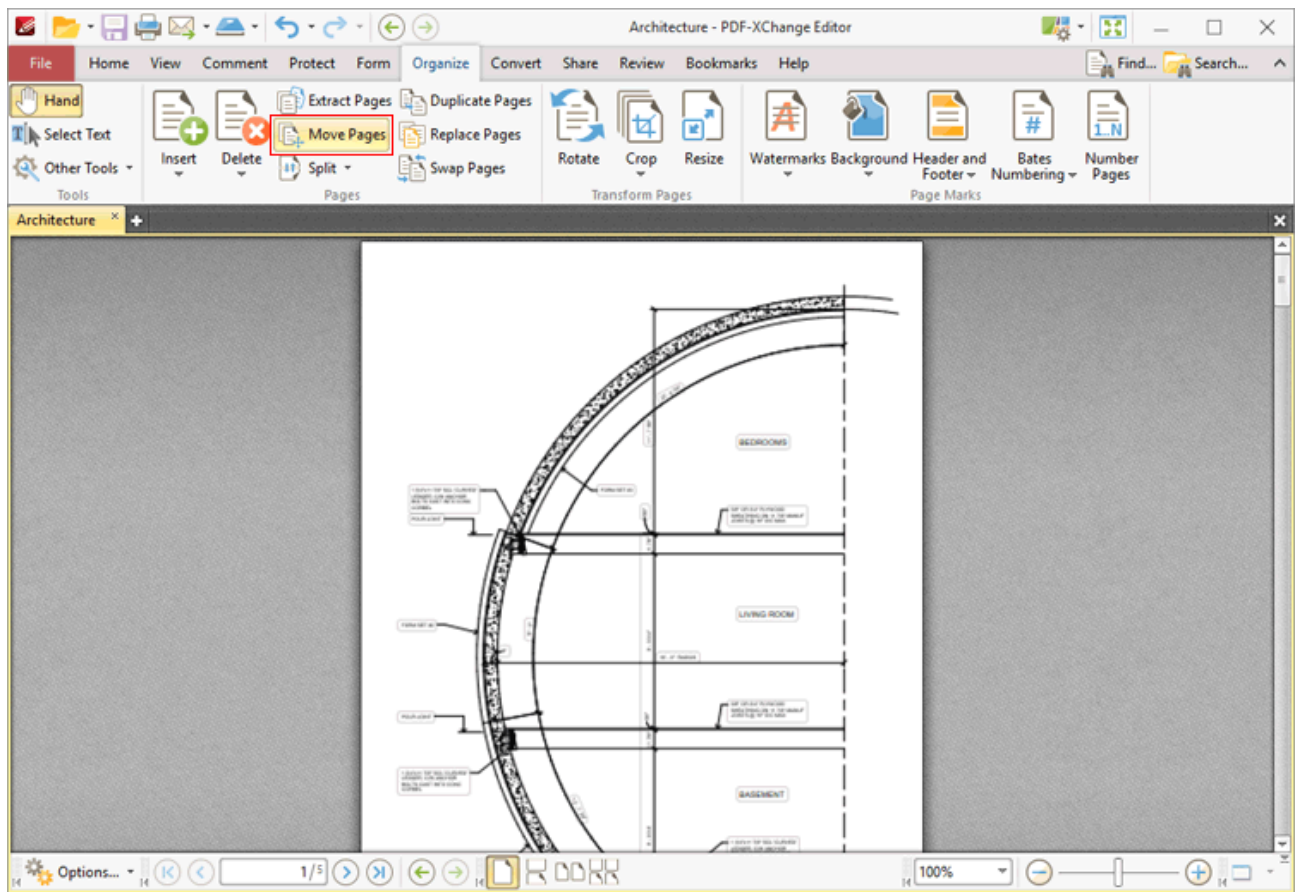 Architecture - PDF-XChange Editor
File Home View Comment Protect Form Organize Convert Share Review Bookmarks Help Find... Search...
Hand
Select Text
Other Tools
Tools
Insert
Delete
Extract Pages
Move Pages
Split
Duplicate Pages
Replace Pages
Swap Pages
Pages
Rotate
Crop
Resize
Transform Pages
Watermarks
Background
Header and
Footer
Bates
Numbering
Number
Pages
Page Marks
Architecture
BEDROOMS
LIVING ROOM
BASEMENT
Options...
1/5
100%